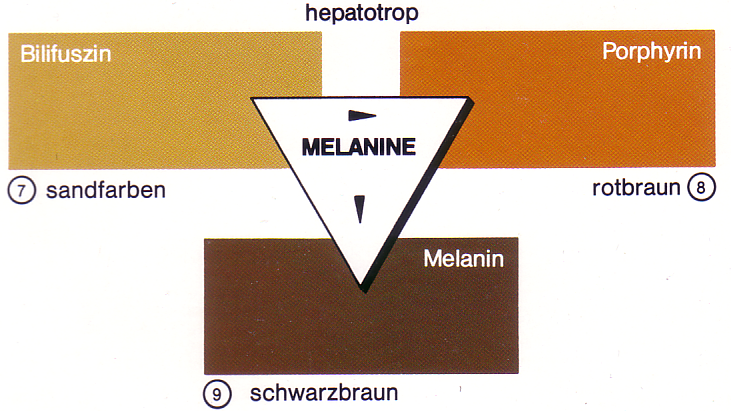 hepatotrop
Bilifuszin
Porphyrin
MELANINE
7 sandfarben
rotbraun 8
Melanin
9 schwarzbraun